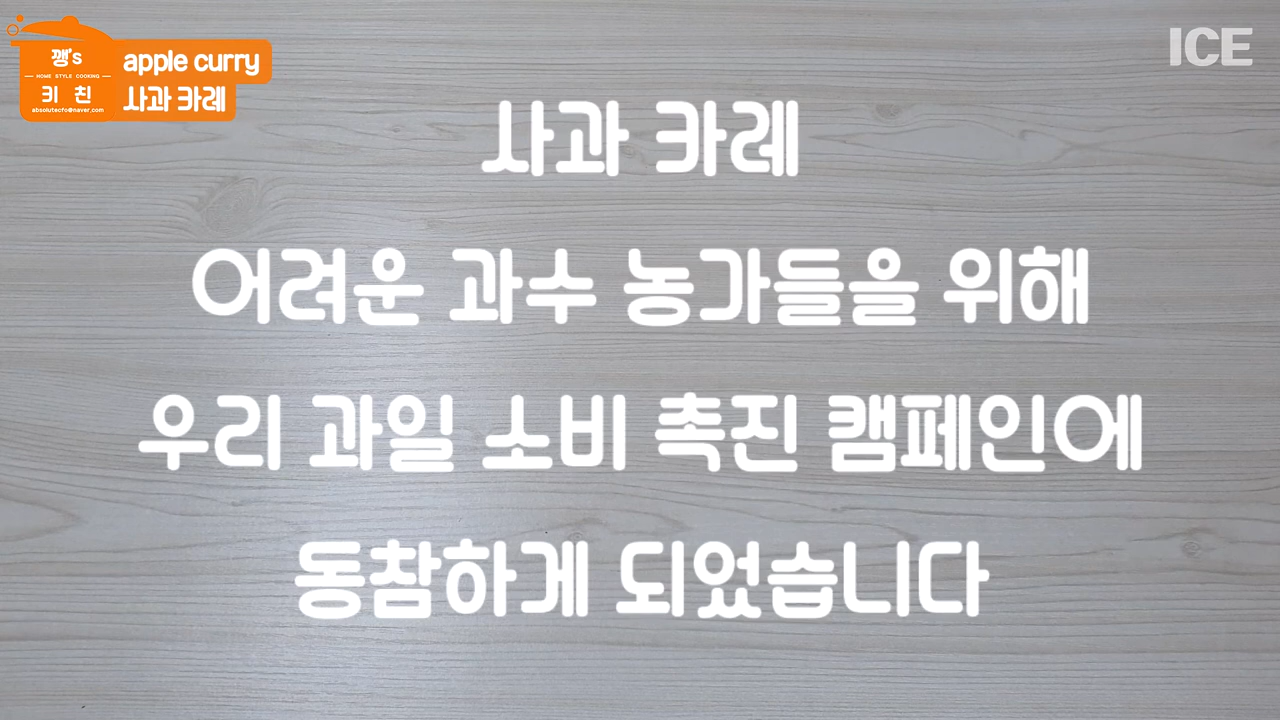 깽's
HOME STYLE COOKING
키 친
absolutecfo@naver.com
apple curry
사과 카레
ICE
사과 카레
어려운 과수 농가들을 위해
우리 과일 소비 촉진 캠페인에
동참하게 되었습니다